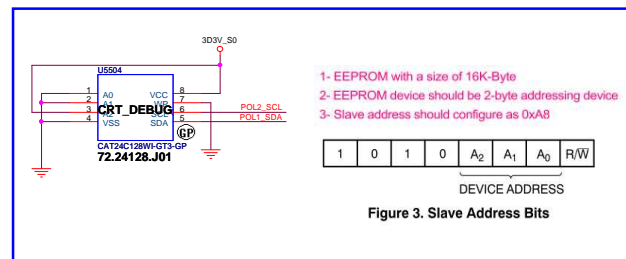 3D3V_S0
U5504
1 A0 VCC 8
2 A1 WP 7
3 A2 SCL 6 POL2_SCL
4 VSS SDA 5 POL1_SDA
CRT_DEBUG
GP
CAT24C128WI-GT3-GP
72.24128.J01
1- EEPROM with a size of 16K-Byte
2- EEPROM device should be 2-byte addressing device
3- Slave address should configure as 0xA8
1 0 1 0 A2 A1 A0 R/W̅
DEVICE ADDRESS
Figure 3. Slave Address Bits